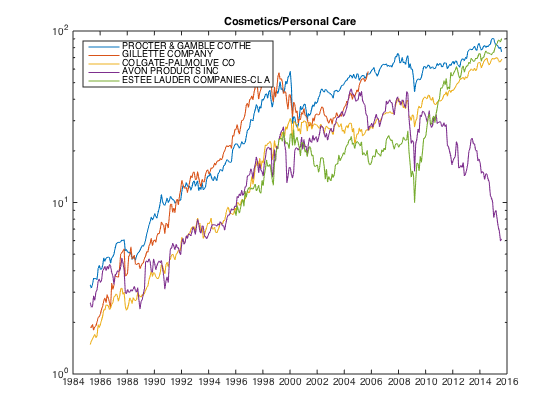 Cosmetics/Personal Care
10^2
PROCTER & GAMBLE CO/THE
GILLETTE COMPANY
COLGATE-PALMOLIVE CO
AVON PRODUCTS INC
ESTEE LAUDER COMPANIES-CL A
10^1
10^0
1984 1986 1988 1990 1992 1994 1996 1998 2000 2002 2004 2006 2008 2010 2012 2014 2016